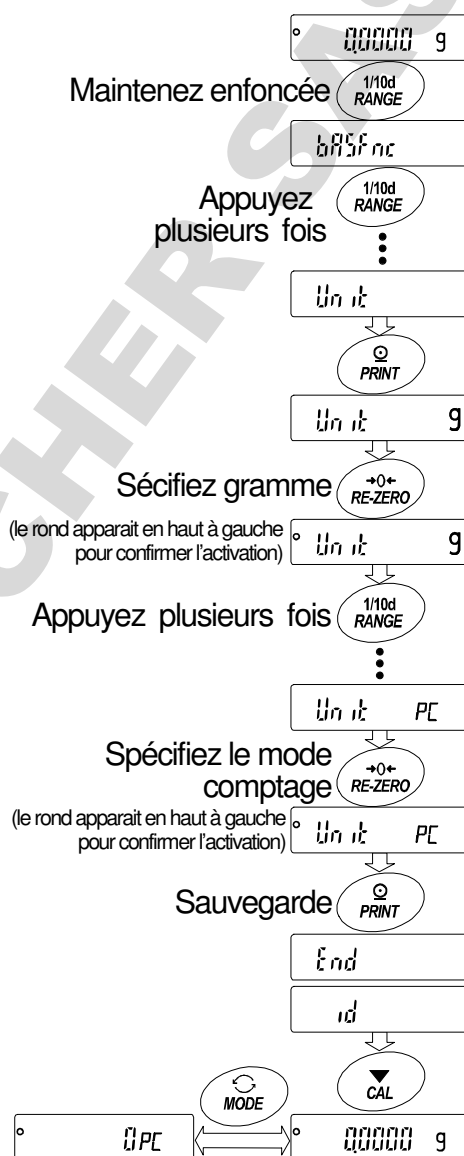 0.0000 g
Maintenez enfoncée 1/10d RANGE
bASFnc
Appuyez plusieurs fois 1/10d RANGE
Unit
PRINT
Unit g
Sécifiez gramme →0← RE-ZERO
(le rond apparait en haut à gauche
pour confirmer l'activation)
Unit g
Appuyez plusieurs fois 1/10d RANGE
Unit PC
Spécifiez le mode
comptage →0← RE-ZERO
(le rond apparait en haut à gauche
pour confirmer l'activation)
Unit PC
Sauvegarde PRINT
End
id
MODE CAL
0 PC 0.0000 g